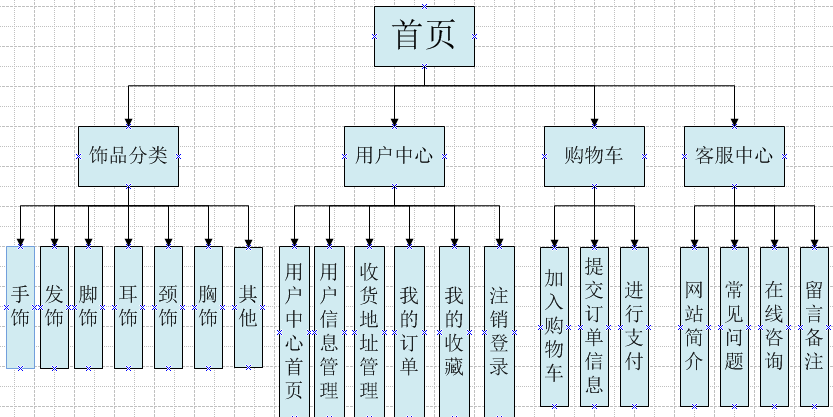 首页
饰品分类
用户中心
购物车
客服中心
手饰
发饰
脚饰
耳饰
颈饰
胸饰
其他
用户中心首页
用户信息管理
收货地址管理
我的订单
我的收藏
注销登录
加入购物车
提交订单信息
进行支付
网站简介
常见问题
在线咨询
留言备注